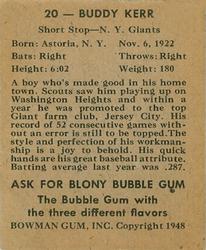 20 — BUDDY KERR
Short Stop—N. Y. Giants
Born: Astoria, N. Y. Nov. 6, 1922
Bats: Right Throws: Right
Height: 6:02 Weight: 180
A boy who's made good in his home
town. Scouts saw him playing up on
Washington Heights and within a
year he was promoted to the top
Giant farm club, Jersey City. His
record of 52 consecutive games with-
out an error is still to be topped.The
style and perfection of his workman-
ship is a joy to behold. His quick
hands are his great baseball attribute.
Batting average last year was .287.
ASK FOR BLONY BUBBLE GUM
The Bubble Gum with
the three different flavors
BOWMAN GUM, INC. Copyright 1948